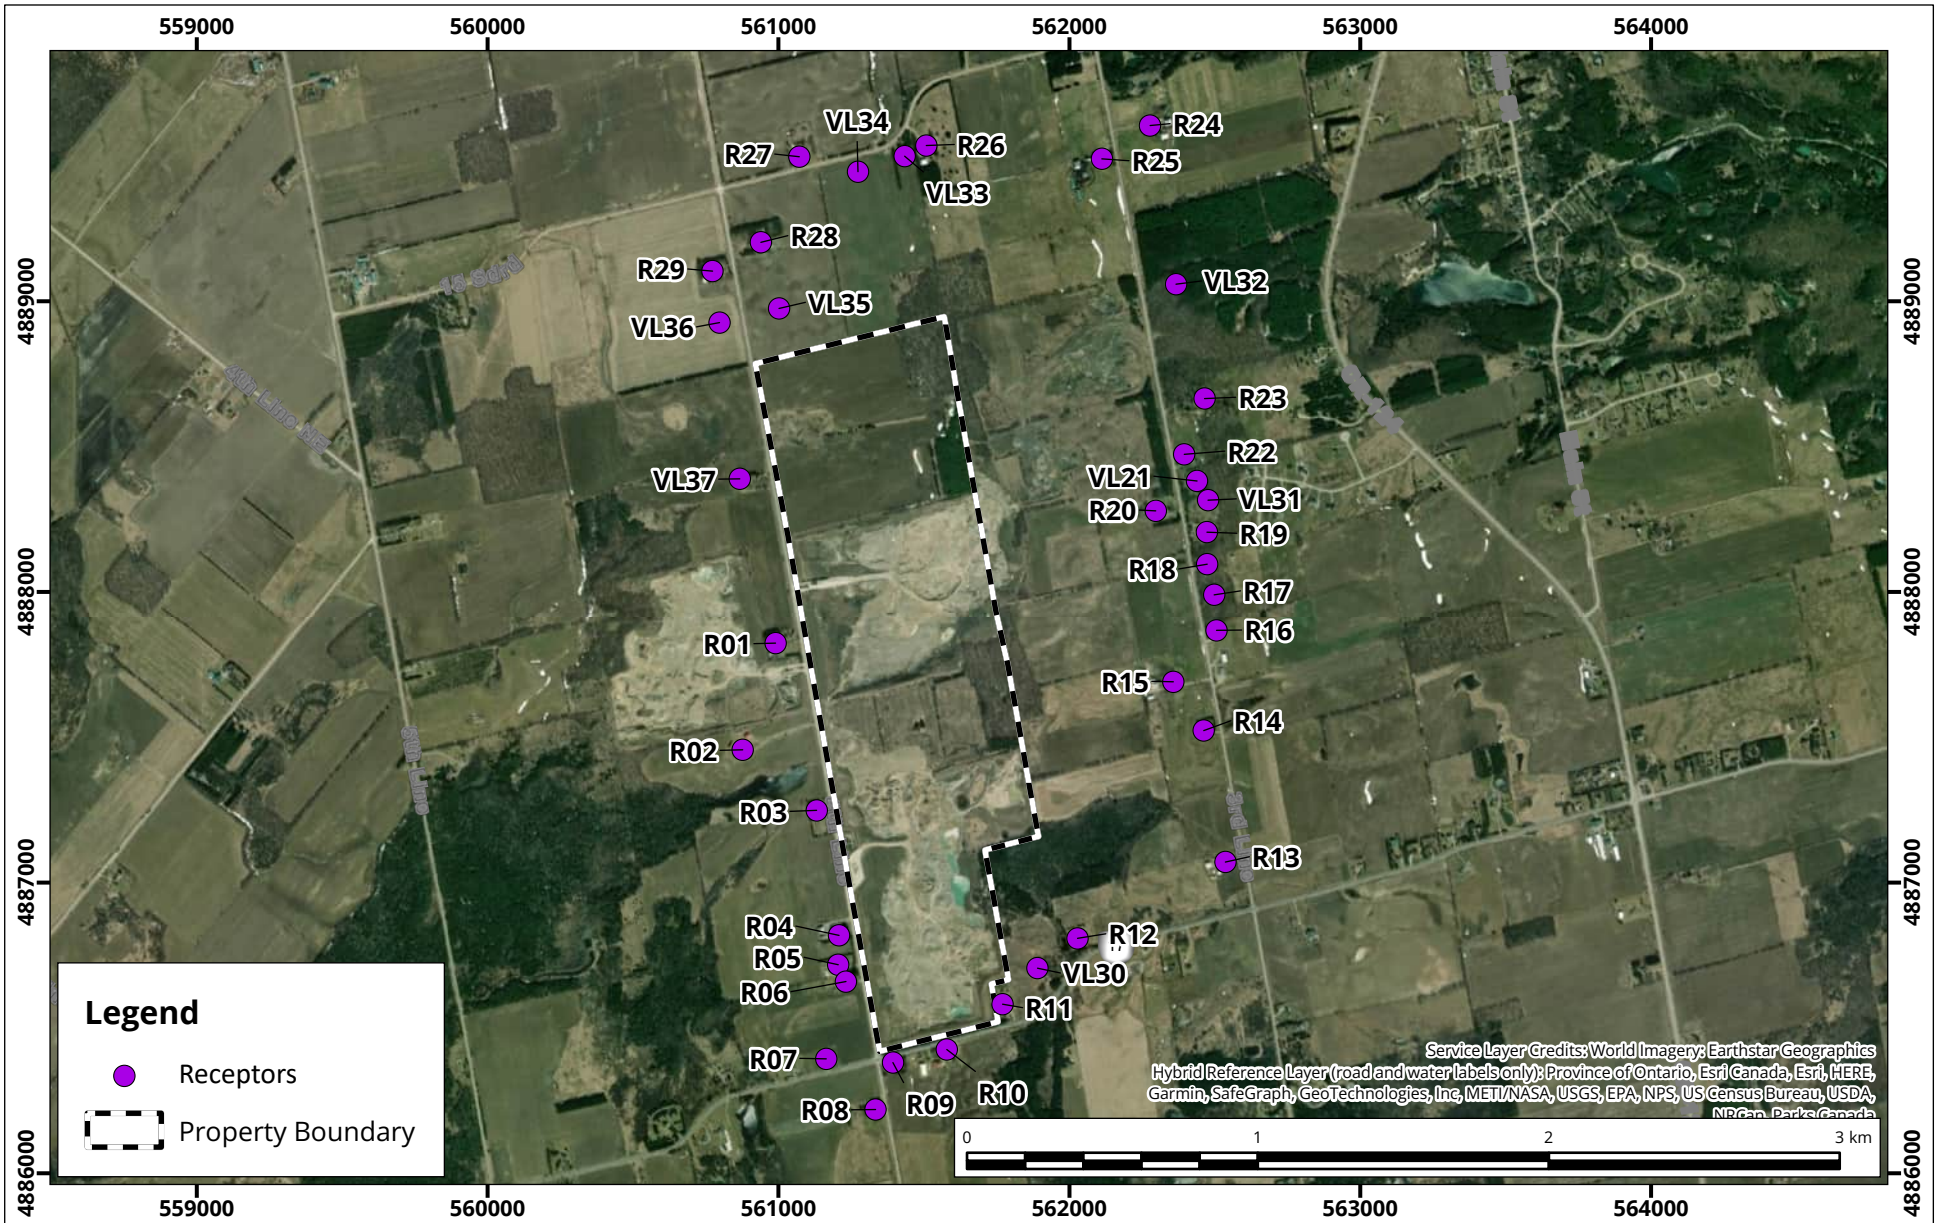 559000 560000 561000 562000 563000 564000
4889000 4889000
4888000 4888000
4887000 4887000
4886000 4886000
VL34
R24
R27
R26
R25
VL33
R28
R29
18 Sdrd
VL32
VL35
VL36
4th Line NE
R23
R22
VL37
VL21
VL31
R20
R19
R18
R17
R16
R01
R15
R14
R02
5th Line
R03
3rd Line
R13
R04
R12
R05
VL30
R06
17
R11
R07
R10
R09
R08
Legend
Receptors
Property Boundary
Service Layer Credits: World Imagery: Earthstar Geographics
Hybrid Reference Layer (road and water labels only): Province of Ontario, Esri Canada, Esri, HERE,
Garmin, SafeGraph, GeoTechnologies, Inc, METI/NASA, USGS, EPA, NPS, US Census Bureau, USDA,
NRCan, Parks Canada
0 1 2 3 km
559000 560000 561000 562000 563000 564000